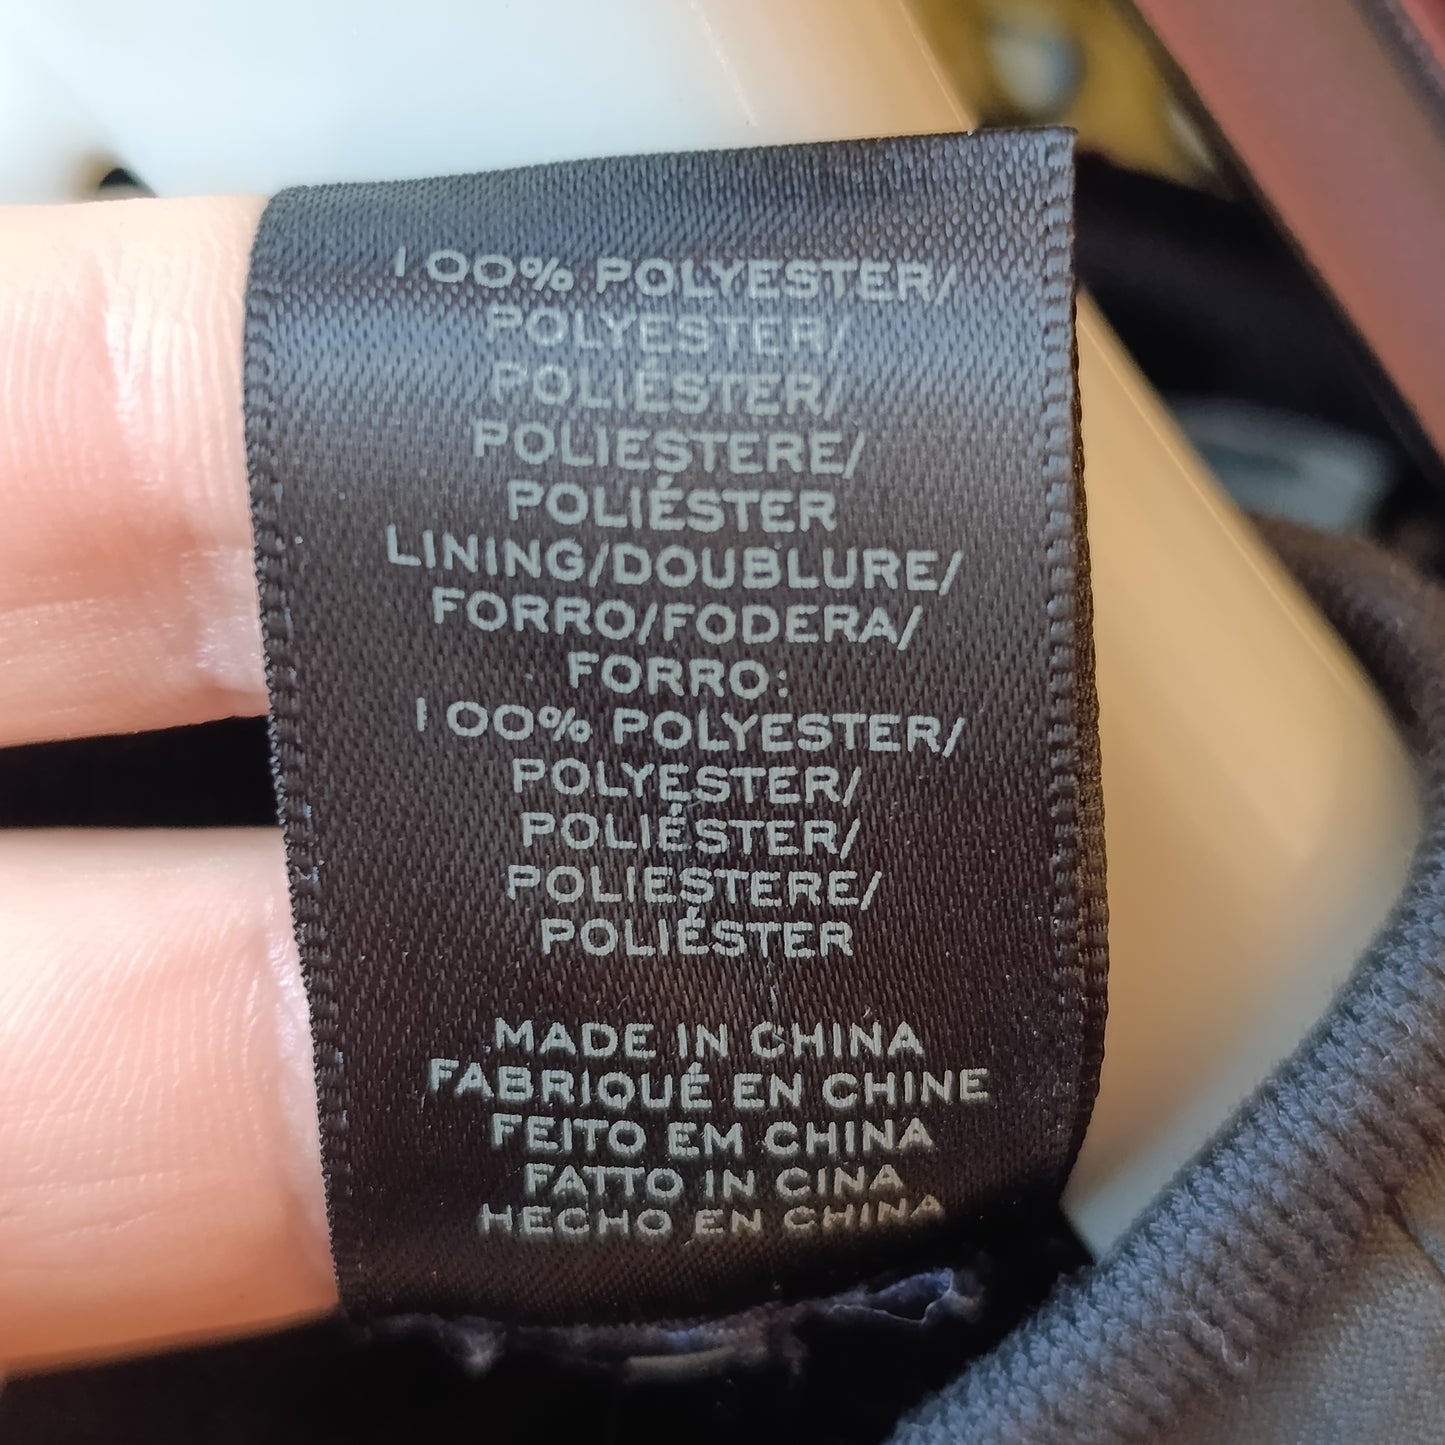 100% POLYESTER/
POLYESTER/
POLIÉSTER/
POLIESTERE/
POLIÉSTER
LINING/DOUBLURE/
FORRO/FODERA/
FORRO:
100% POLYESTER/
POLYESTER/
POLIÉSTER/
POLIESTERE/
POLIÉSTER
MADE IN CHINA
FABRIQUÉ EN CHINE
FEITO EM CHINA
FATTO IN CINA
HECHO EN CHINA